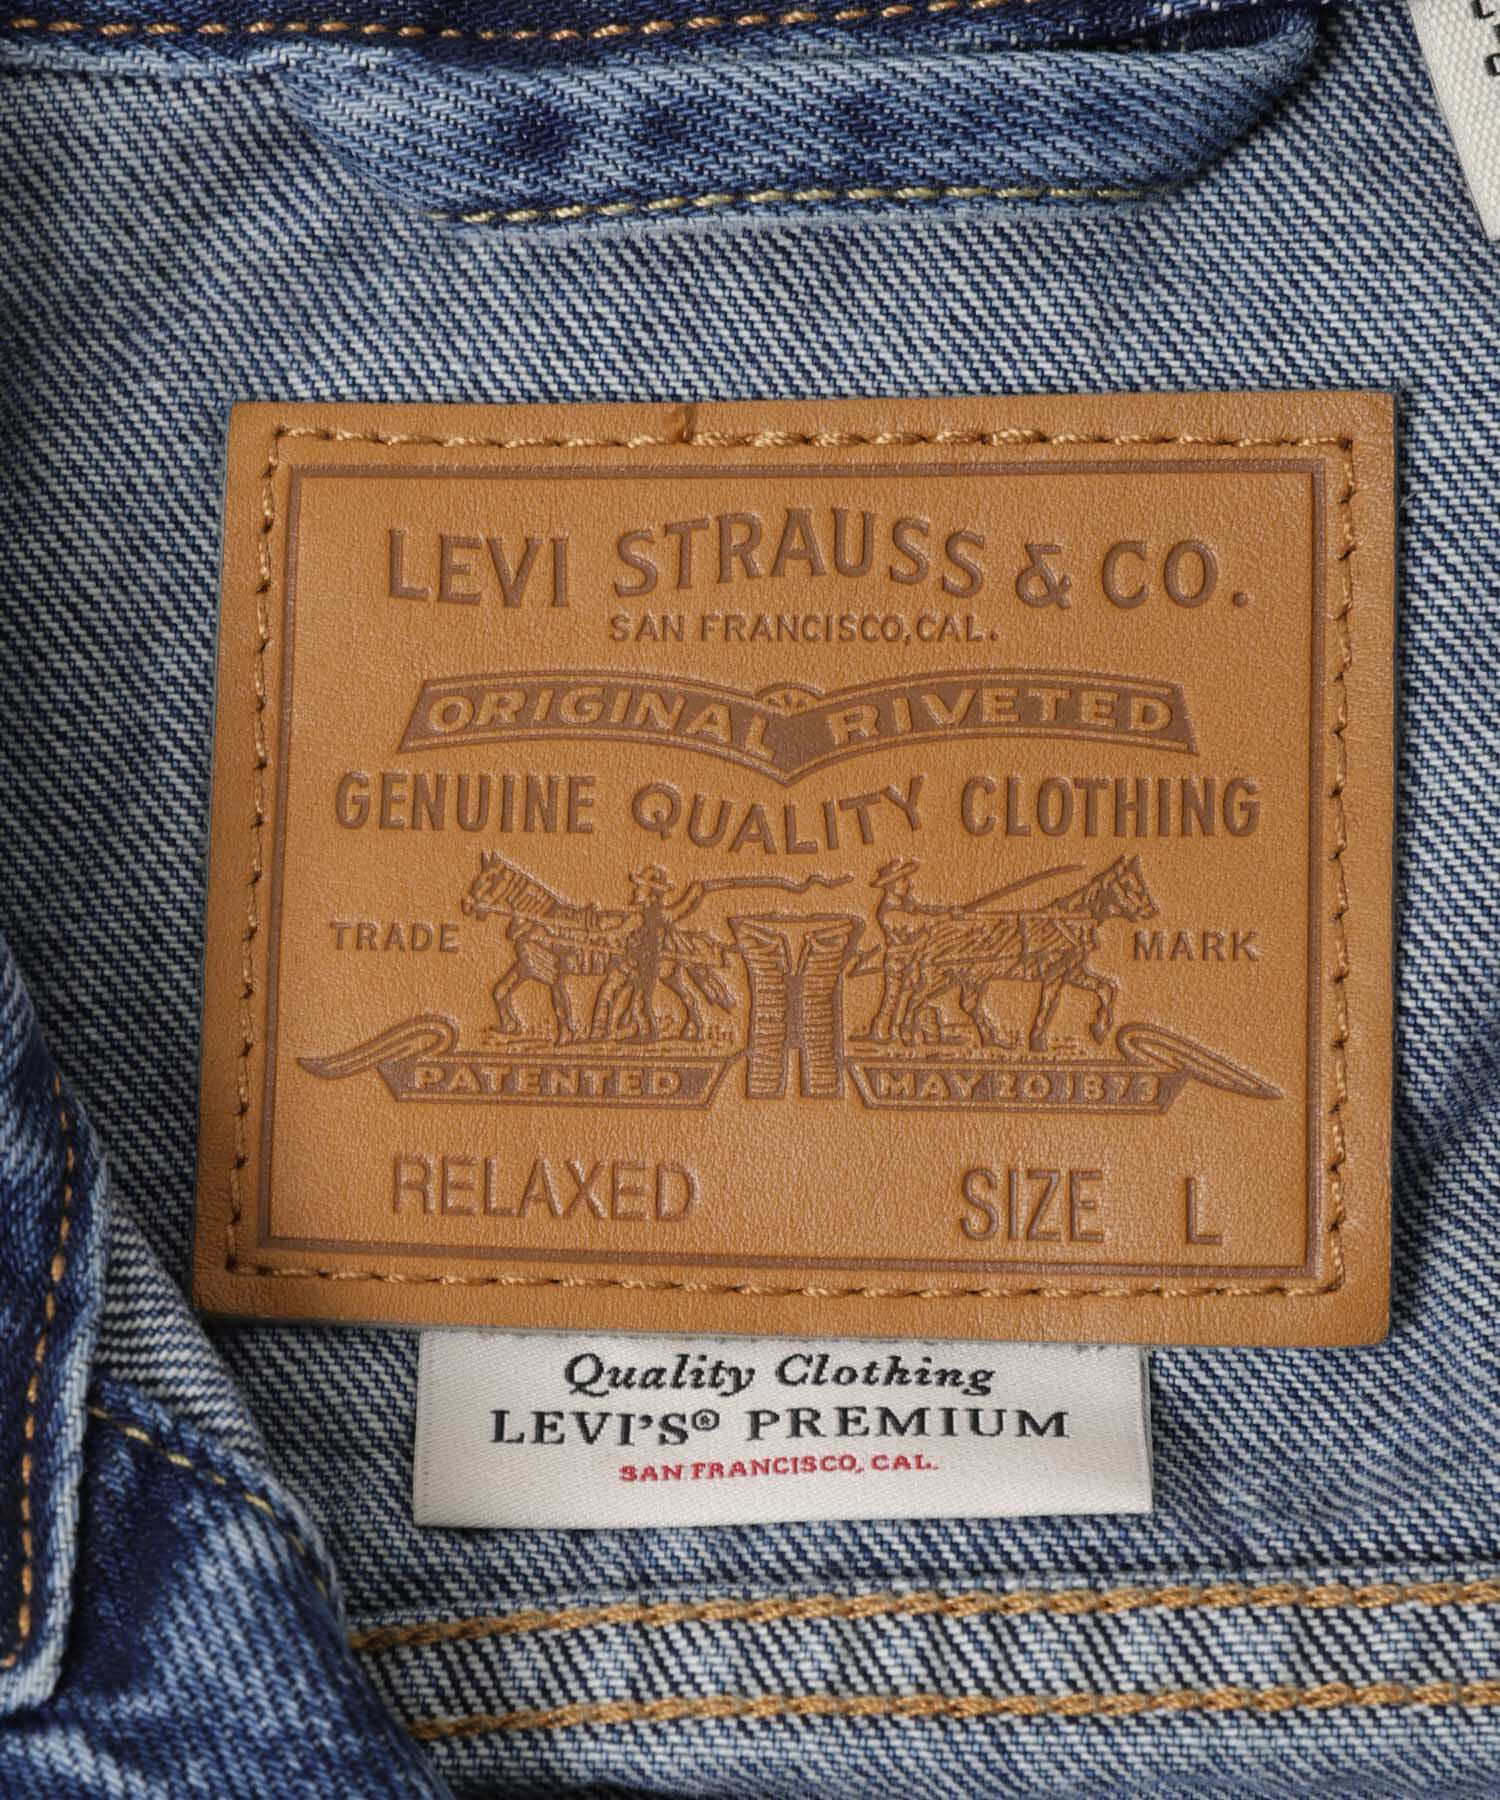 LEVI STRAUSS & CO.
SAN FRANCISCO, CAL.
ORIGINAL RIVETED
GENUINE QUALITY CLOTHING
TRADE MARK
PATENTED MAY 20 1873
RELAXED SIZE L
Quality Clothing
LEVI'S® PREMIUM
SAN FRANCISCO, CAL.